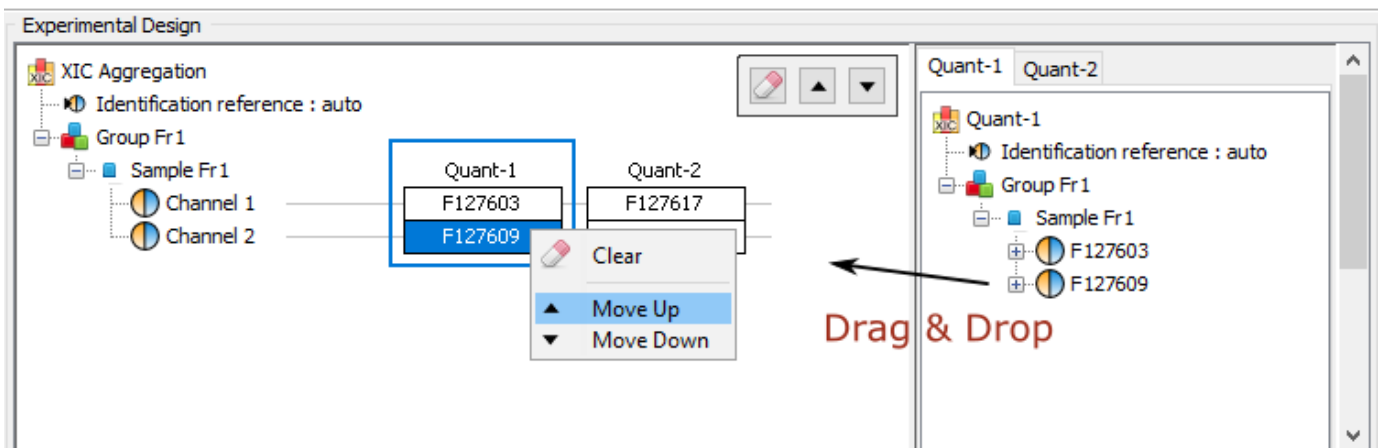 Experimental Design
XIC XIC Aggregation
Identification reference : auto
Group Fr1
Sample Fr1
Quant-1 Quant-2
Channel 1 F127603 F127617
Channel 2 F127609
Clear
Move Up
Move Down
Quant-1 Quant-2
XIC Quant-1
Identification reference : auto
Group Fr1
Sample Fr1
F127603
F127609
Drag & Drop